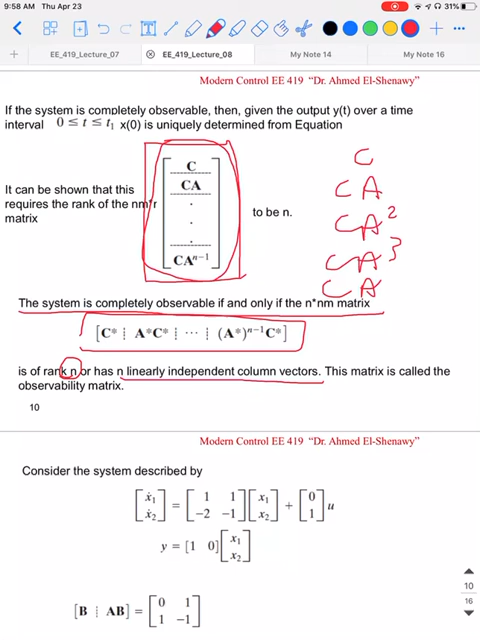 9:58 AM Thu Apr 23
31%
EE_419_Lecture_07
EE_419_Lecture_08
My Note 14
My Note 16
Modern Control EE 419 "Dr. Ahmed El-Shenawy"
If the system is completely observable, then, given the output y(t) over a time
interval 0 ≤ t ≤ t₁ x(0) is uniquely determined from Equation
C
CA
.
.
.
CAⁿ⁻¹
It can be shown that this
requires the rank of the nm*r
matrix
to be n.
C
CA
CA²
CA³
CA
The system is completely observable if and only if the n*nm matrix
[C* ⋮ A*C* ⋮ ⋯ ⋮ (A*)ⁿ⁻¹C*]
is of rank n or has n linearly independent column vectors. This matrix is called the
observability matrix.
10
Modern Control EE 419 "Dr. Ahmed El-Shenawy"
Consider the system described by
[ẋ₁ ẋ₂] = [1 1 -2 -1] [x₁ x₂] + [0 1] u
y = [1 0] [x₁ x₂]
[B ⋮ AB] = [0 1 1 -1]
10
16